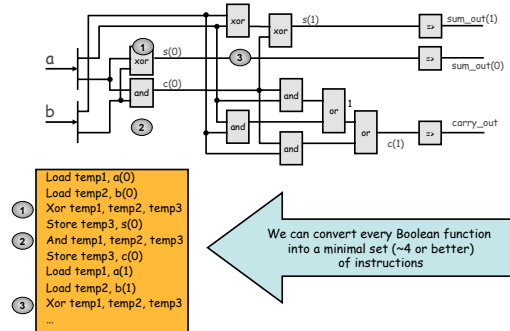 xor
s(1)
xor
=>
sum_out(1)
1
s(0)
3
a
xor
=>
sum_out(0)
c(0)
and
and
b
and
or
1
2
or
=>
carry_out
and
c(1)
Load temp1, a(0)
Load temp2, b(0)
1 Xor temp1, temp2, temp3
Store temp3, s(0)
2 And temp1, temp2, temp3
Store temp3, c(0)
Load temp1, a(1)
Load temp2, b(1)
3 Xor temp1, temp2, temp3
...
We can convert every Boolean function
into a minimal set (~4 or better)
of instructions